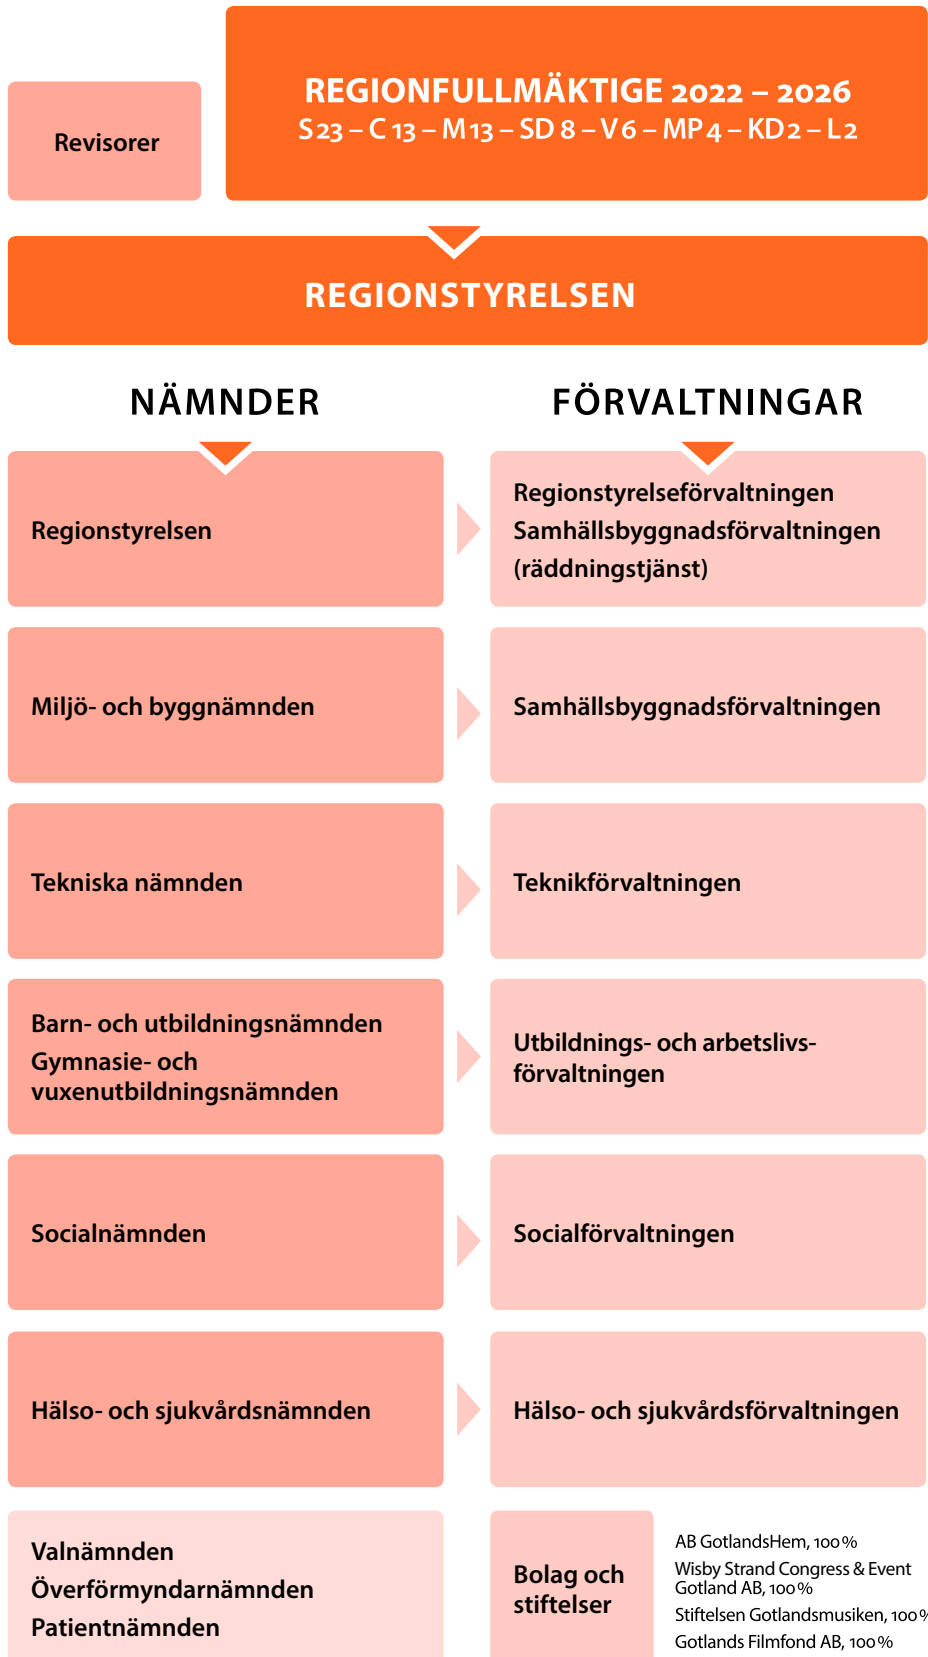 Revisorer
REGIONFULLMÄKTIGE 2022 – 2026
S 23 – C 13 – M 13 – SD 8 – V 6 – MP 4 – KD 2 – L 2
REGIONSTYRELSEN
NÄMNDER
FÖRVALTNINGAR
Regionstyrelsen
Regionstyrelseförvaltningen
Samhällsbyggnadsförvaltningen
(räddningstjänst)
Miljö- och byggnämnden
Samhällsbyggnadsförvaltningen
Tekniska nämnden
Teknikförvaltningen
Barn- och utbildningsnämnden
Gymnasie- och
vuxenutbildningsnämnden
Utbildnings- och arbetslivs-
förvaltningen
Socialnämnden
Socialförvaltningen
Hälso- och sjukvårdsnämnden
Hälso- och sjukvårdsförvaltningen
Valnämnden
Överförmyndarnämnden
Patientnämnden
Bolag och
stiftelser
AB GotlandsHem, 100 %
Wisby Strand Congress & Event
Gotland AB, 100 %
Stiftelsen Gotlandsmusiken, 100 %
Gotlands Filmfond AB, 100 %